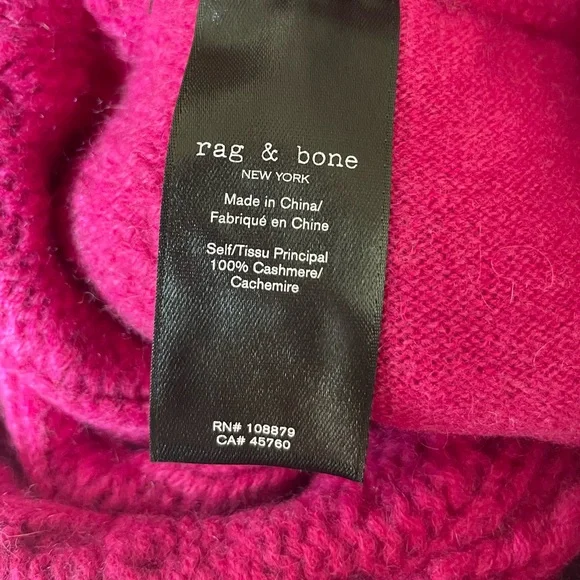 rag & bone
NEW YORK
Made in China/
Fabriqué en Chine
Self/Tissu Principal
100% Cashmere/
Cachemire
RN# 108879
CA# 45760